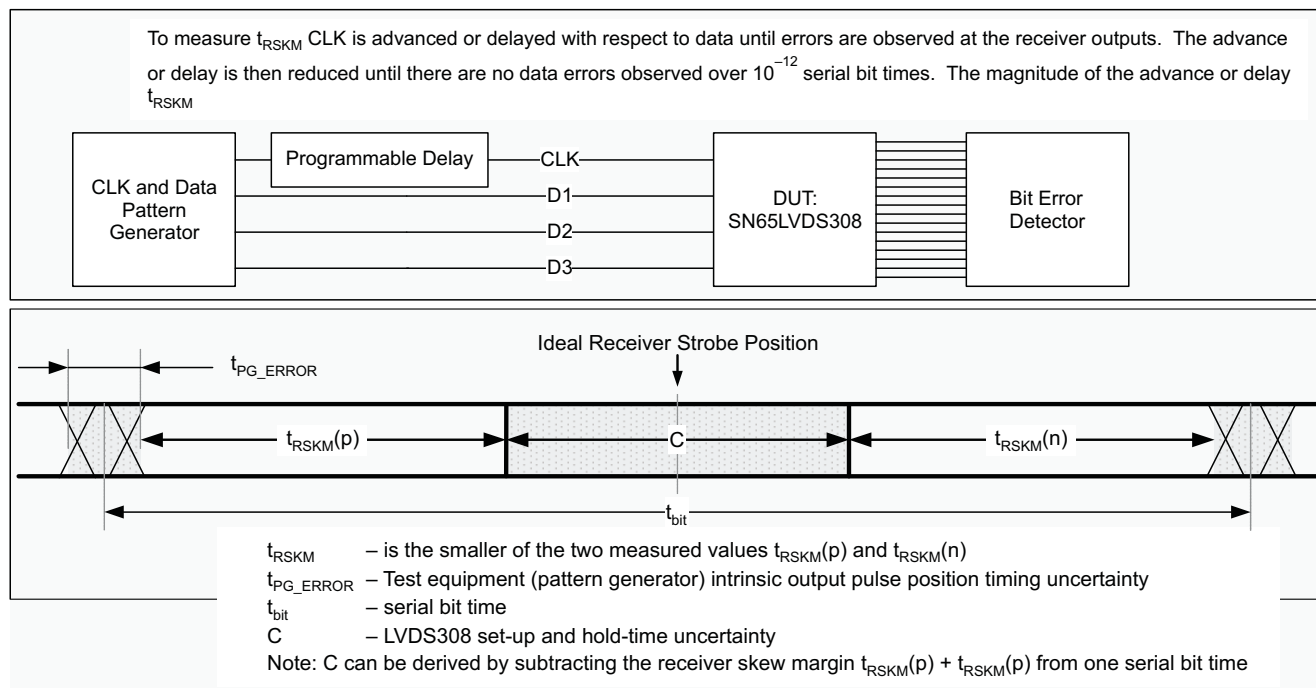 To measure tRSKM CLK is advanced or delayed with respect to data until errors are observed at the receiver outputs. The advance
or delay is then reduced until there are no data errors observed over 10–12 serial bit times. The magnitude of the advance or delay
tRSKM
CLK and Data
Pattern
Generator
Programmable Delay
CLK
D1
D2
D3
DUT:
SN65LVDS308
Bit Error
Detector
Ideal Receiver Strobe Position
tPG_ERROR
tRSKM(p)
C
tRSKM(n)
tbit
tRSKM – is the smaller of the two measured values tRSKM(p) and tRSKM(n)
tPG_ERROR – Test equipment (pattern generator) intrinsic output pulse position timing uncertainty
tbit – serial bit time
C – LVDS308 set-up and hold-time uncertainty
Note: C can be derived by subtracting the receiver skew margin tRSKM(p) + tRSKM(p) from one serial bit time